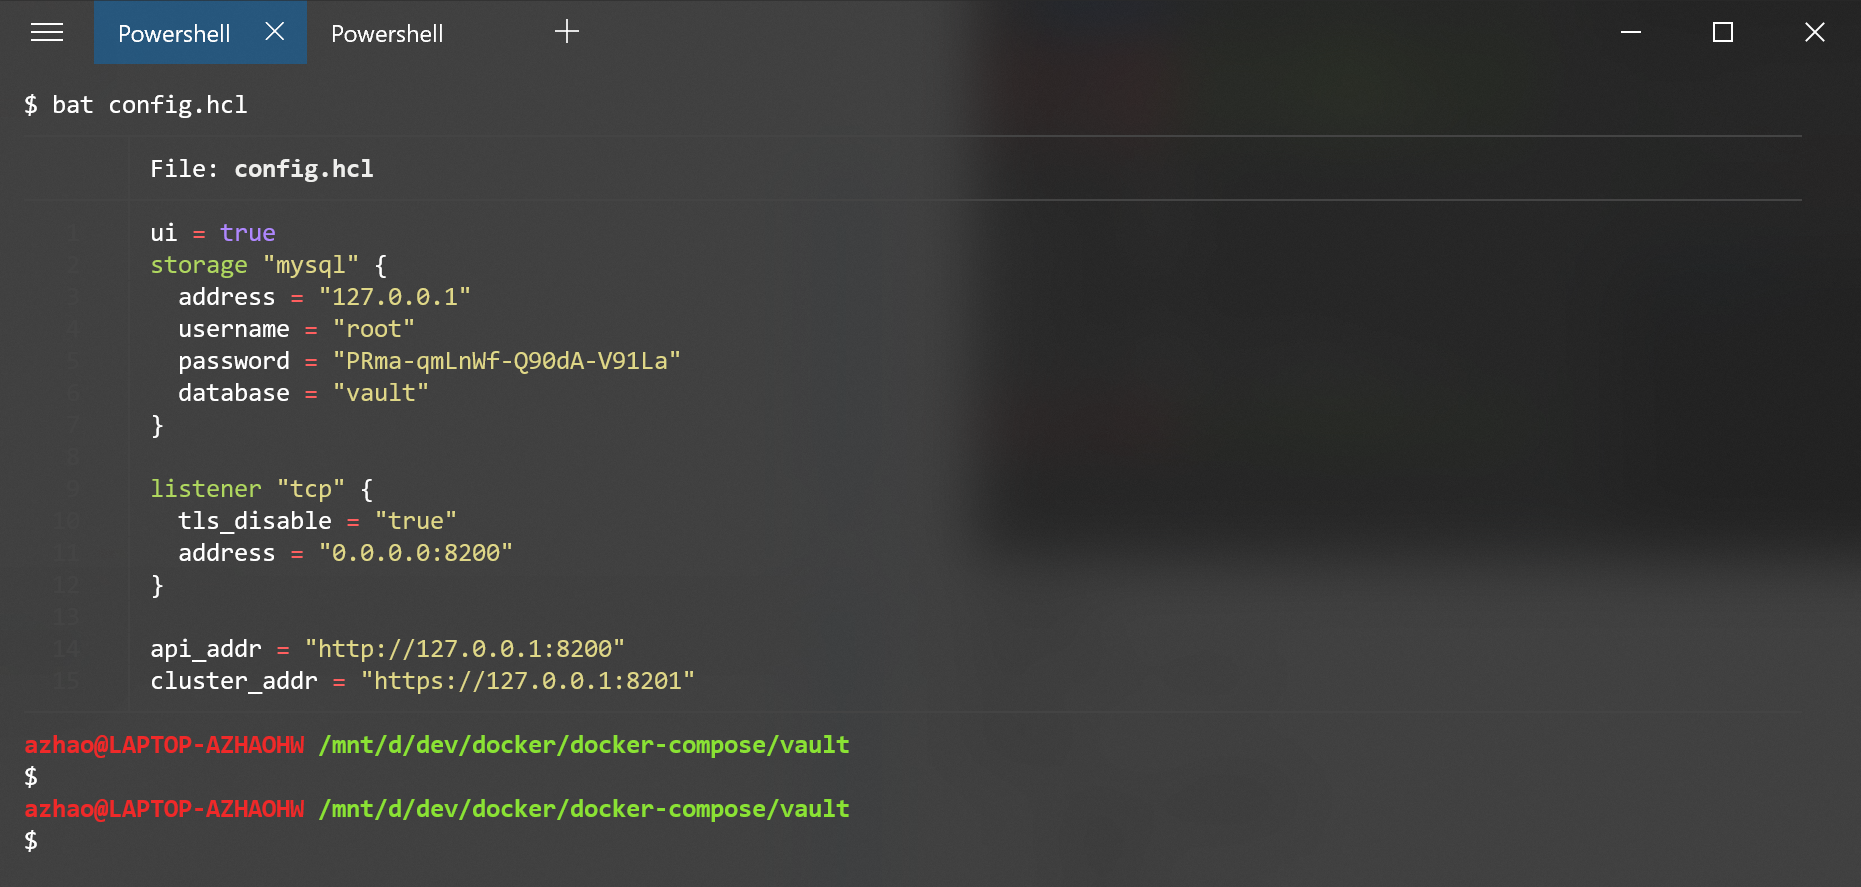 Powershell
Powershell
$ bat config.hcl
File: config.hcl
1 ui = true
2 storage "mysql" {
3   address = "127.0.0.1"
4   username = "root"
5   password = "PRma-qmLnWf-Q90dA-V91La"
6   database = "vault"
7 }
8
9 listener "tcp" {
10   tls_disable = "true"
11   address = "0.0.0.0:8200"
12 }
13
14 api_addr = "http://127.0.0.1:8200"
15 cluster_addr = "https://127.0.0.1:8201"
azhao@LAPTOP-AZHAOHW /mnt/d/dev/docker/docker-compose/vault
$
azhao@LAPTOP-AZHAOHW /mnt/d/dev/docker/docker-compose/vault
$